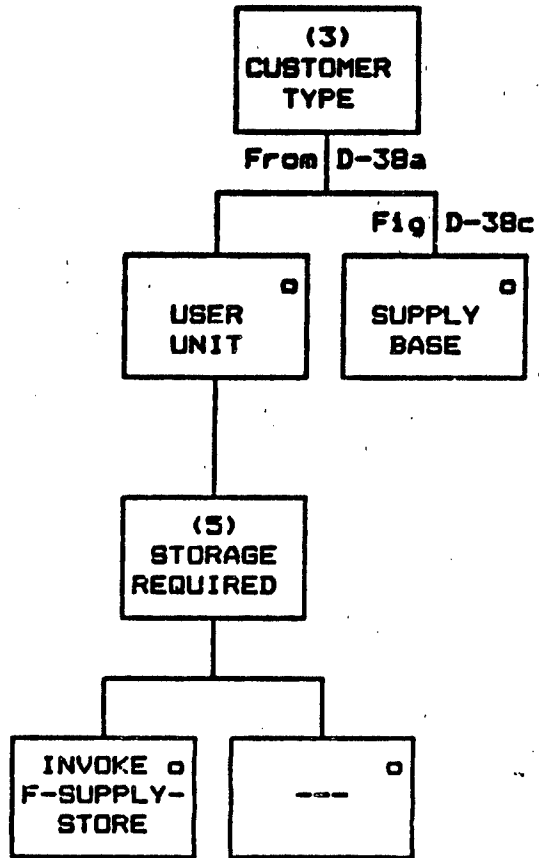 (3)
CUSTOMER
TYPE
From D-38a
Fig D-38c
o
USER
UNIT
o
SUPPLY
BASE
(5)
STORAGE
REQUIRED
INVOKE o
F-SUPPLY-
STORE
o
---